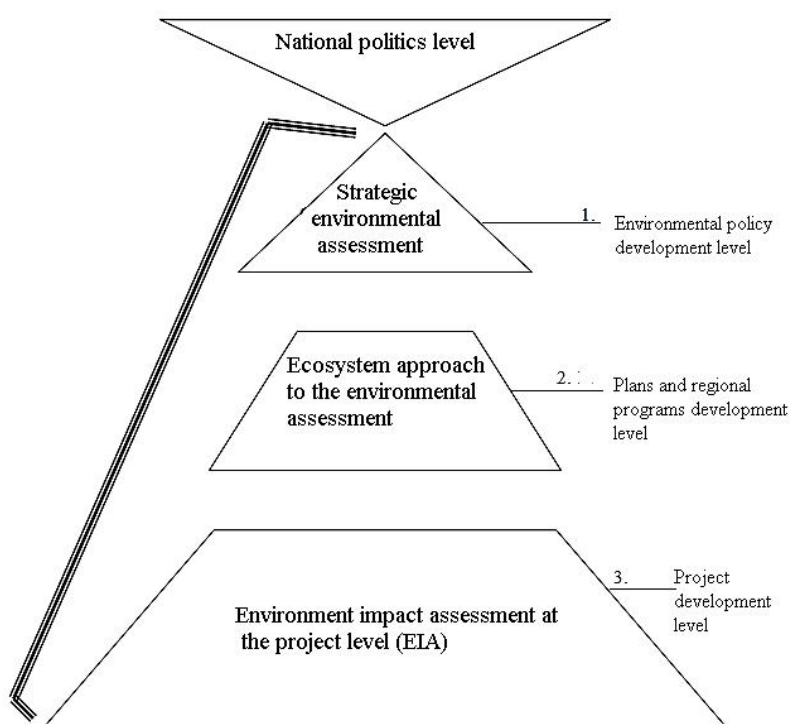 National politics level
Strategic
environmental
assessment
1.
Environmental policy
development level
Ecosystem approach
to the environmental
assessment
2.
Plans and regional
programs development
level
3.
Project
development
level
Environment impact assessment at
the project level (EIA)